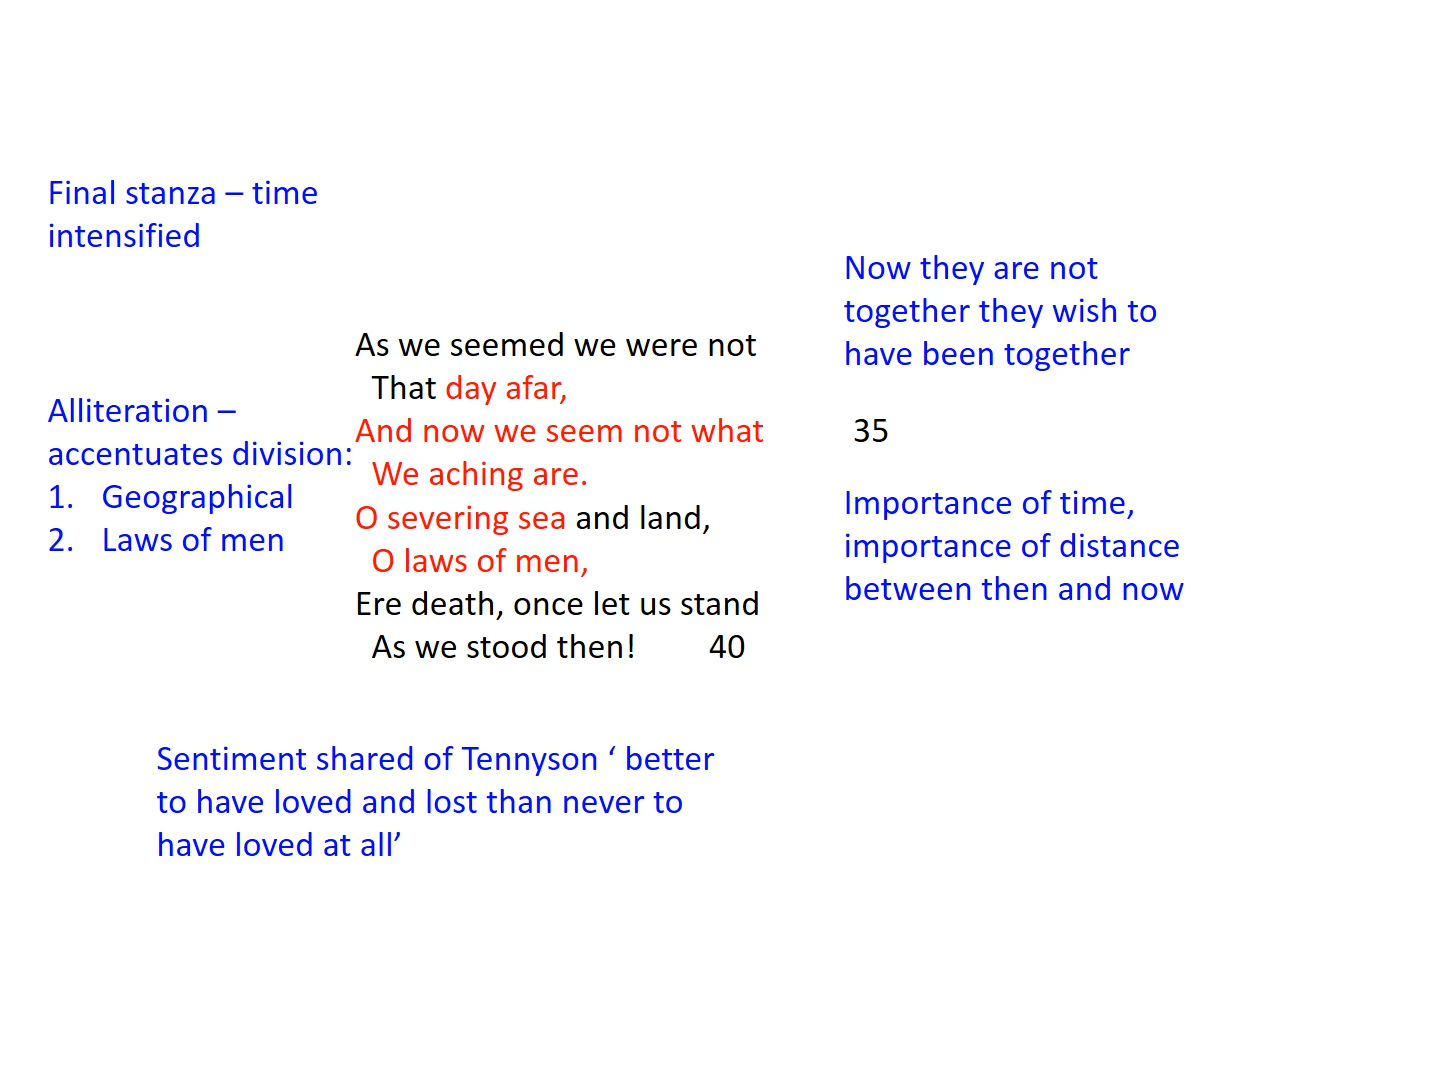 Final stanza – time
intensified
Now they are not
together they wish to
have been together
Alliteration –
accentuates division:
1. Geographical
2. Laws of men
As we seemed we were not
That day afar,
And now we seem not what
We aching are.
O severing sea and land,
O laws of men,
Ere death, once let us stand
As we stood then! 40
35
Importance of time,
importance of distance
between then and now
Sentiment shared of Tennyson ‘ better
to have loved and lost than never to
have loved at all’